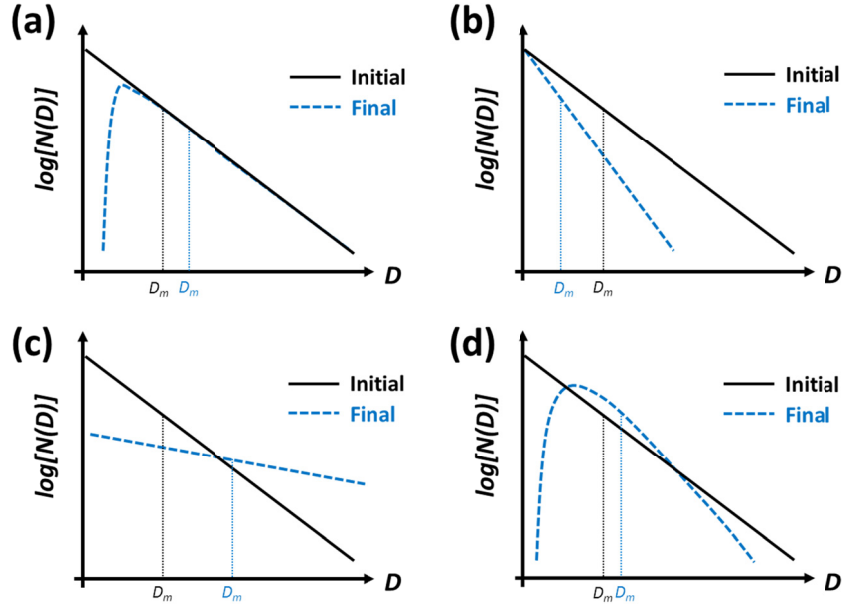 (a)
log[N(D)]
Initial
Final
D
Dₘ Dₘ
(b)
log[N(D)]
Initial
Final
D
Dₘ Dₘ
(c)
log[N(D)]
Initial
Final
D
Dₘ Dₘ
(d)
log[N(D)]
Initial
Final
D
Dₘ Dₘ